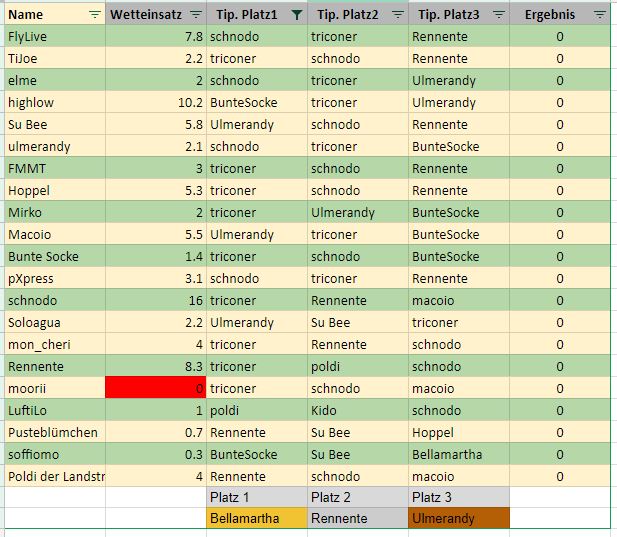 Name Wetteinsatz Tip. Platz1 Tip. Platz2 Tip. Platz3 Ergebnis
FlyLive 7.8 schnodo triconer Rennente 0
TiJoe 2.2 triconer schnodo Rennente 0
elme 2 schnodo triconer Ulmerandy 0
highlow 10.2 BunteSocke triconer Ulmerandy 0
Su Bee 5.8 Ulmerandy schnodo Rennente 0
ulmerandy 2.1 schnodo triconer BunteSocke 0
FMMT 3 triconer schnodo Rennente 0
Hoppel 5.3 triconer schnodo Rennente 0
Mirko 2 triconer Ulmerandy BunteSocke 0
Macoio 5.5 Ulmerandy triconer BunteSocke 0
Bunte Socke 1.4 triconer schnodo BunteSocke 0
pXpress 3.1 schnodo triconer Rennente 0
schnodo 16 triconer Rennente macoio 0
Soloagua 2.2 Ulmerandy Su Bee triconer 0
mon_cheri 4 triconer Rennente schnodo 0
Rennente 8.3 triconer poldi schnodo 0
moorii 0 triconer schnodo macoio 0
LuftiLo 1 poldi Kido schnodo 0
Pusteblümchen 0.7 Rennente Su Bee Hoppel 0
soffiomo 0.3 BunteSocke Su Bee Bellamartha 0
Poldi der Landstr 4 Rennente schnodo macoio 0
Platz 1 Platz 2 Platz 3
Bellamartha Rennente Ulmerandy